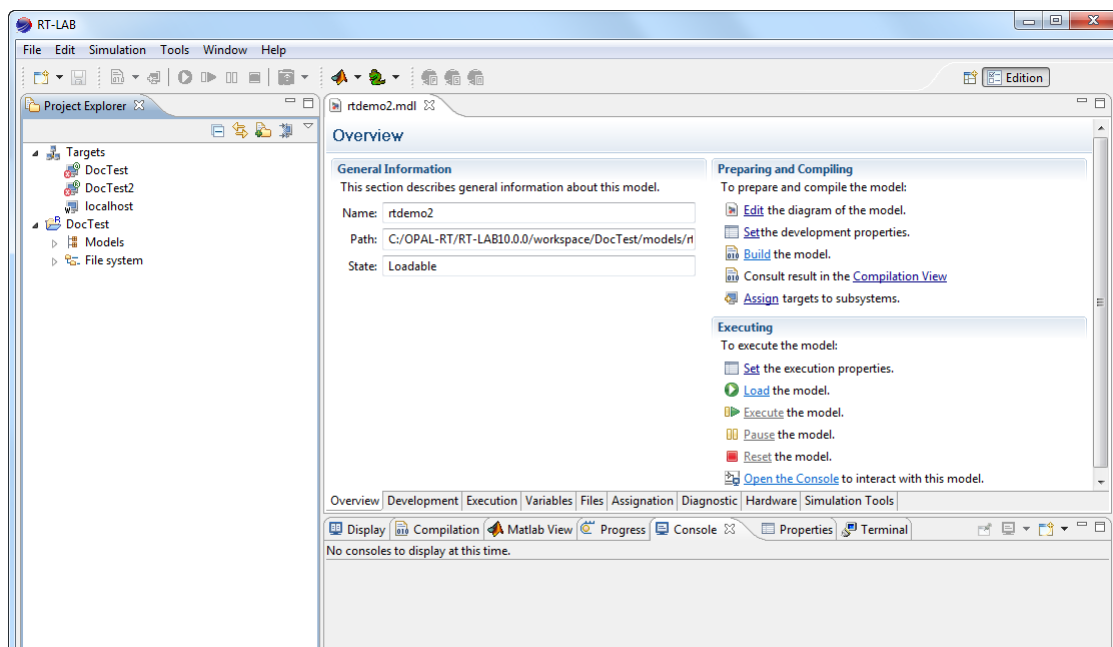 RT-LAB
File Edit Simulation Tools Window Help
Edition
Project Explorer
Targets
DocTest
DocTest2
localhost
DocTest
Models
File system
rtdemo2.mdl
Overview
General Information
This section describes general information about this model.
Name: rtdemo2
Path: C:/OPAL-RT/RT-LAB10.0.0/workspace/DocTest/models/rt
State: Loadable
Preparing and Compiling
To prepare and compile the model:
Edit the diagram of the model.
Setthe development properties.
Build the model.
Consult result in the Compilation View
Assign targets to subsystems.
Executing
To execute the model:
Set the execution properties.
Load the model.
Execute the model.
Pause the model.
Reset the model.
Open the Console to interact with this model.
Overview Development Execution Variables Files Assignation Diagnostic Hardware Simulation Tools
Display Compilation Matlab View Progress Console Properties Terminal
No consoles to display at this time.